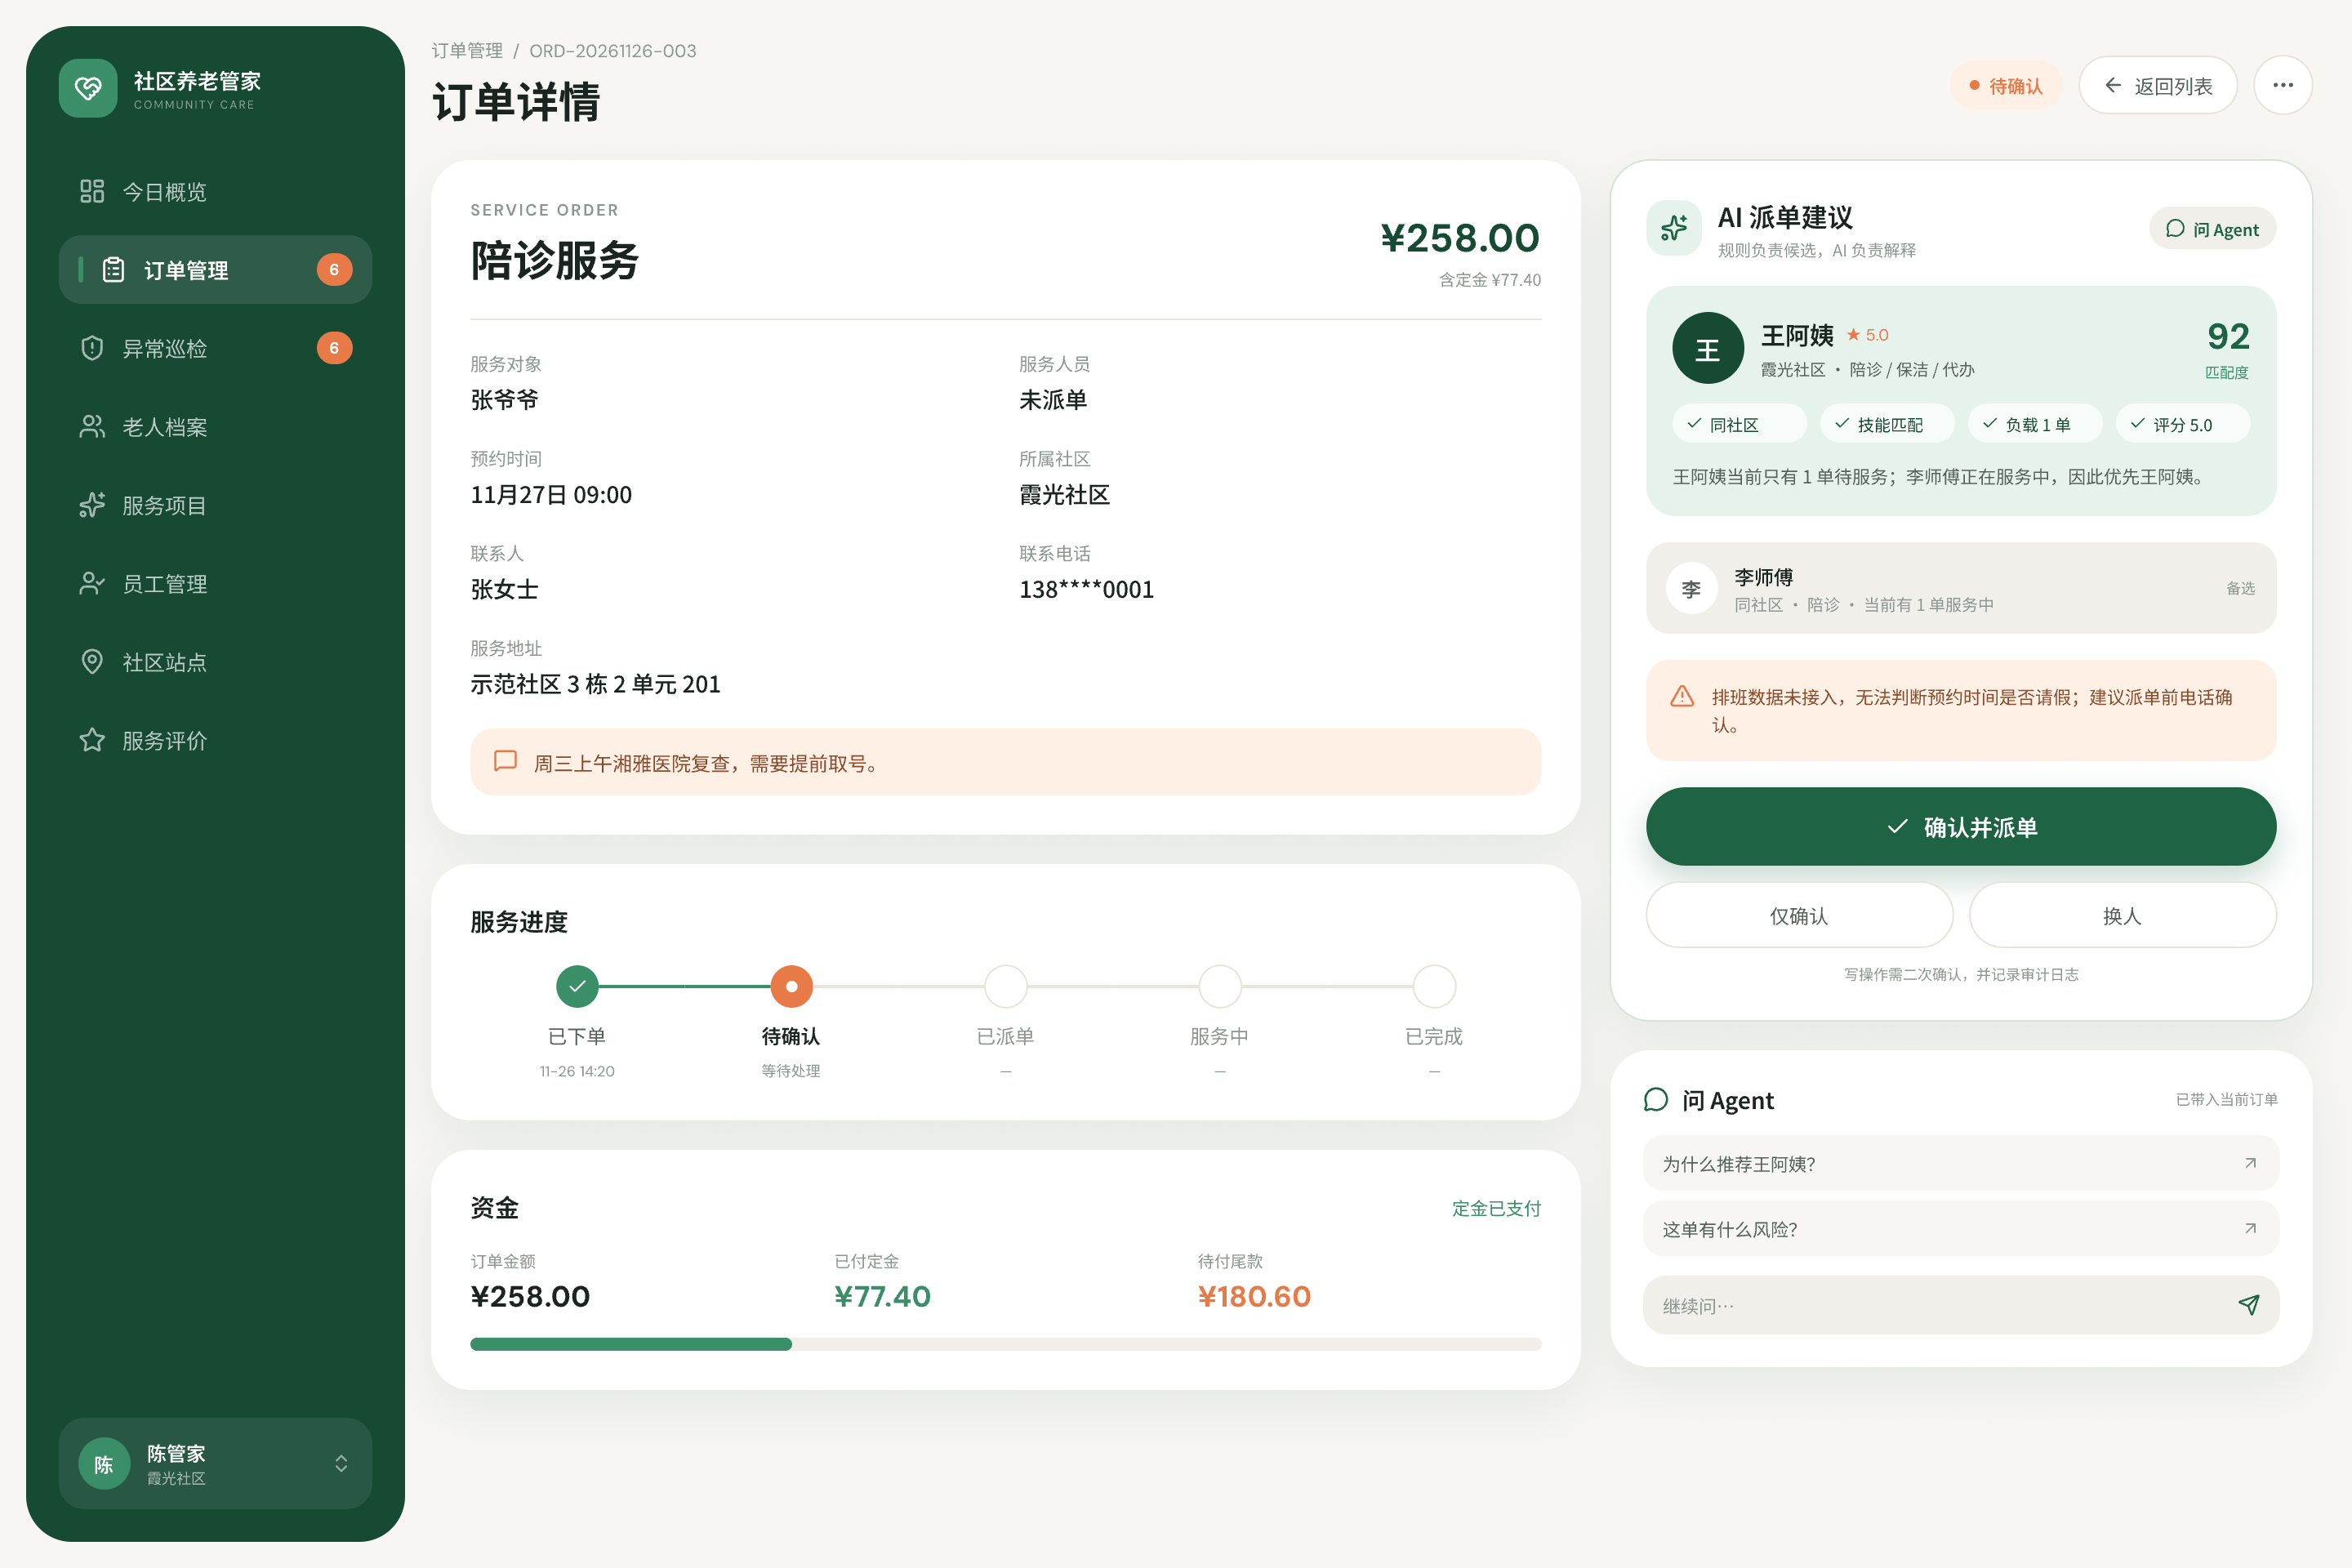 社区养老管家
COMMUNITY CARE
今日概览
订单管理 6
异常巡检 6
老人档案
服务项目
员工管理
社区站点
服务评价
陈
陈管家
霞光社区
订单管理 / ORD-20261126-003
订单详情
待确认
返回列表
SERVICE ORDER
陪诊服务
¥258.00
含定金 ¥77.40
服务对象
张爷爷
服务人员
未派单
预约时间
11月27日 09:00
所属社区
霞光社区
联系人
张女士
联系电话
138****0001
服务地址
示范社区 3 栋 2 单元 201
周三上午湘雅医院复查，需要提前取号。
服务进度
已下单
11-26 14:20
待确认
等待处理
已派单
—
服务中
—
已完成
—
资金
定金已支付
订单金额
¥258.00
已付定金
¥77.40
待付尾款
¥180.60
AI 派单建议
规则负责候选，AI 负责解释
问 Agent
王
王阿姨 ★ 5.0
霞光社区 · 陪诊 / 保洁 / 代办
92
匹配度
同社区
技能匹配
负载 1 单
评分 5.0
王阿姨当前只有 1 单待服务；李师傅正在服务中，因此优先王阿姨。
李
李师傅
同社区 · 陪诊 · 当前有 1 单服务中
备选
排班数据未接入，无法判断预约时间是否请假；建议派单前电话确
认。
确认并派单
仅确认
换人
写操作需二次确认，并记录审计日志
问 Agent
已带入当前订单
为什么推荐王阿姨？
这单有什么风险？
继续问…